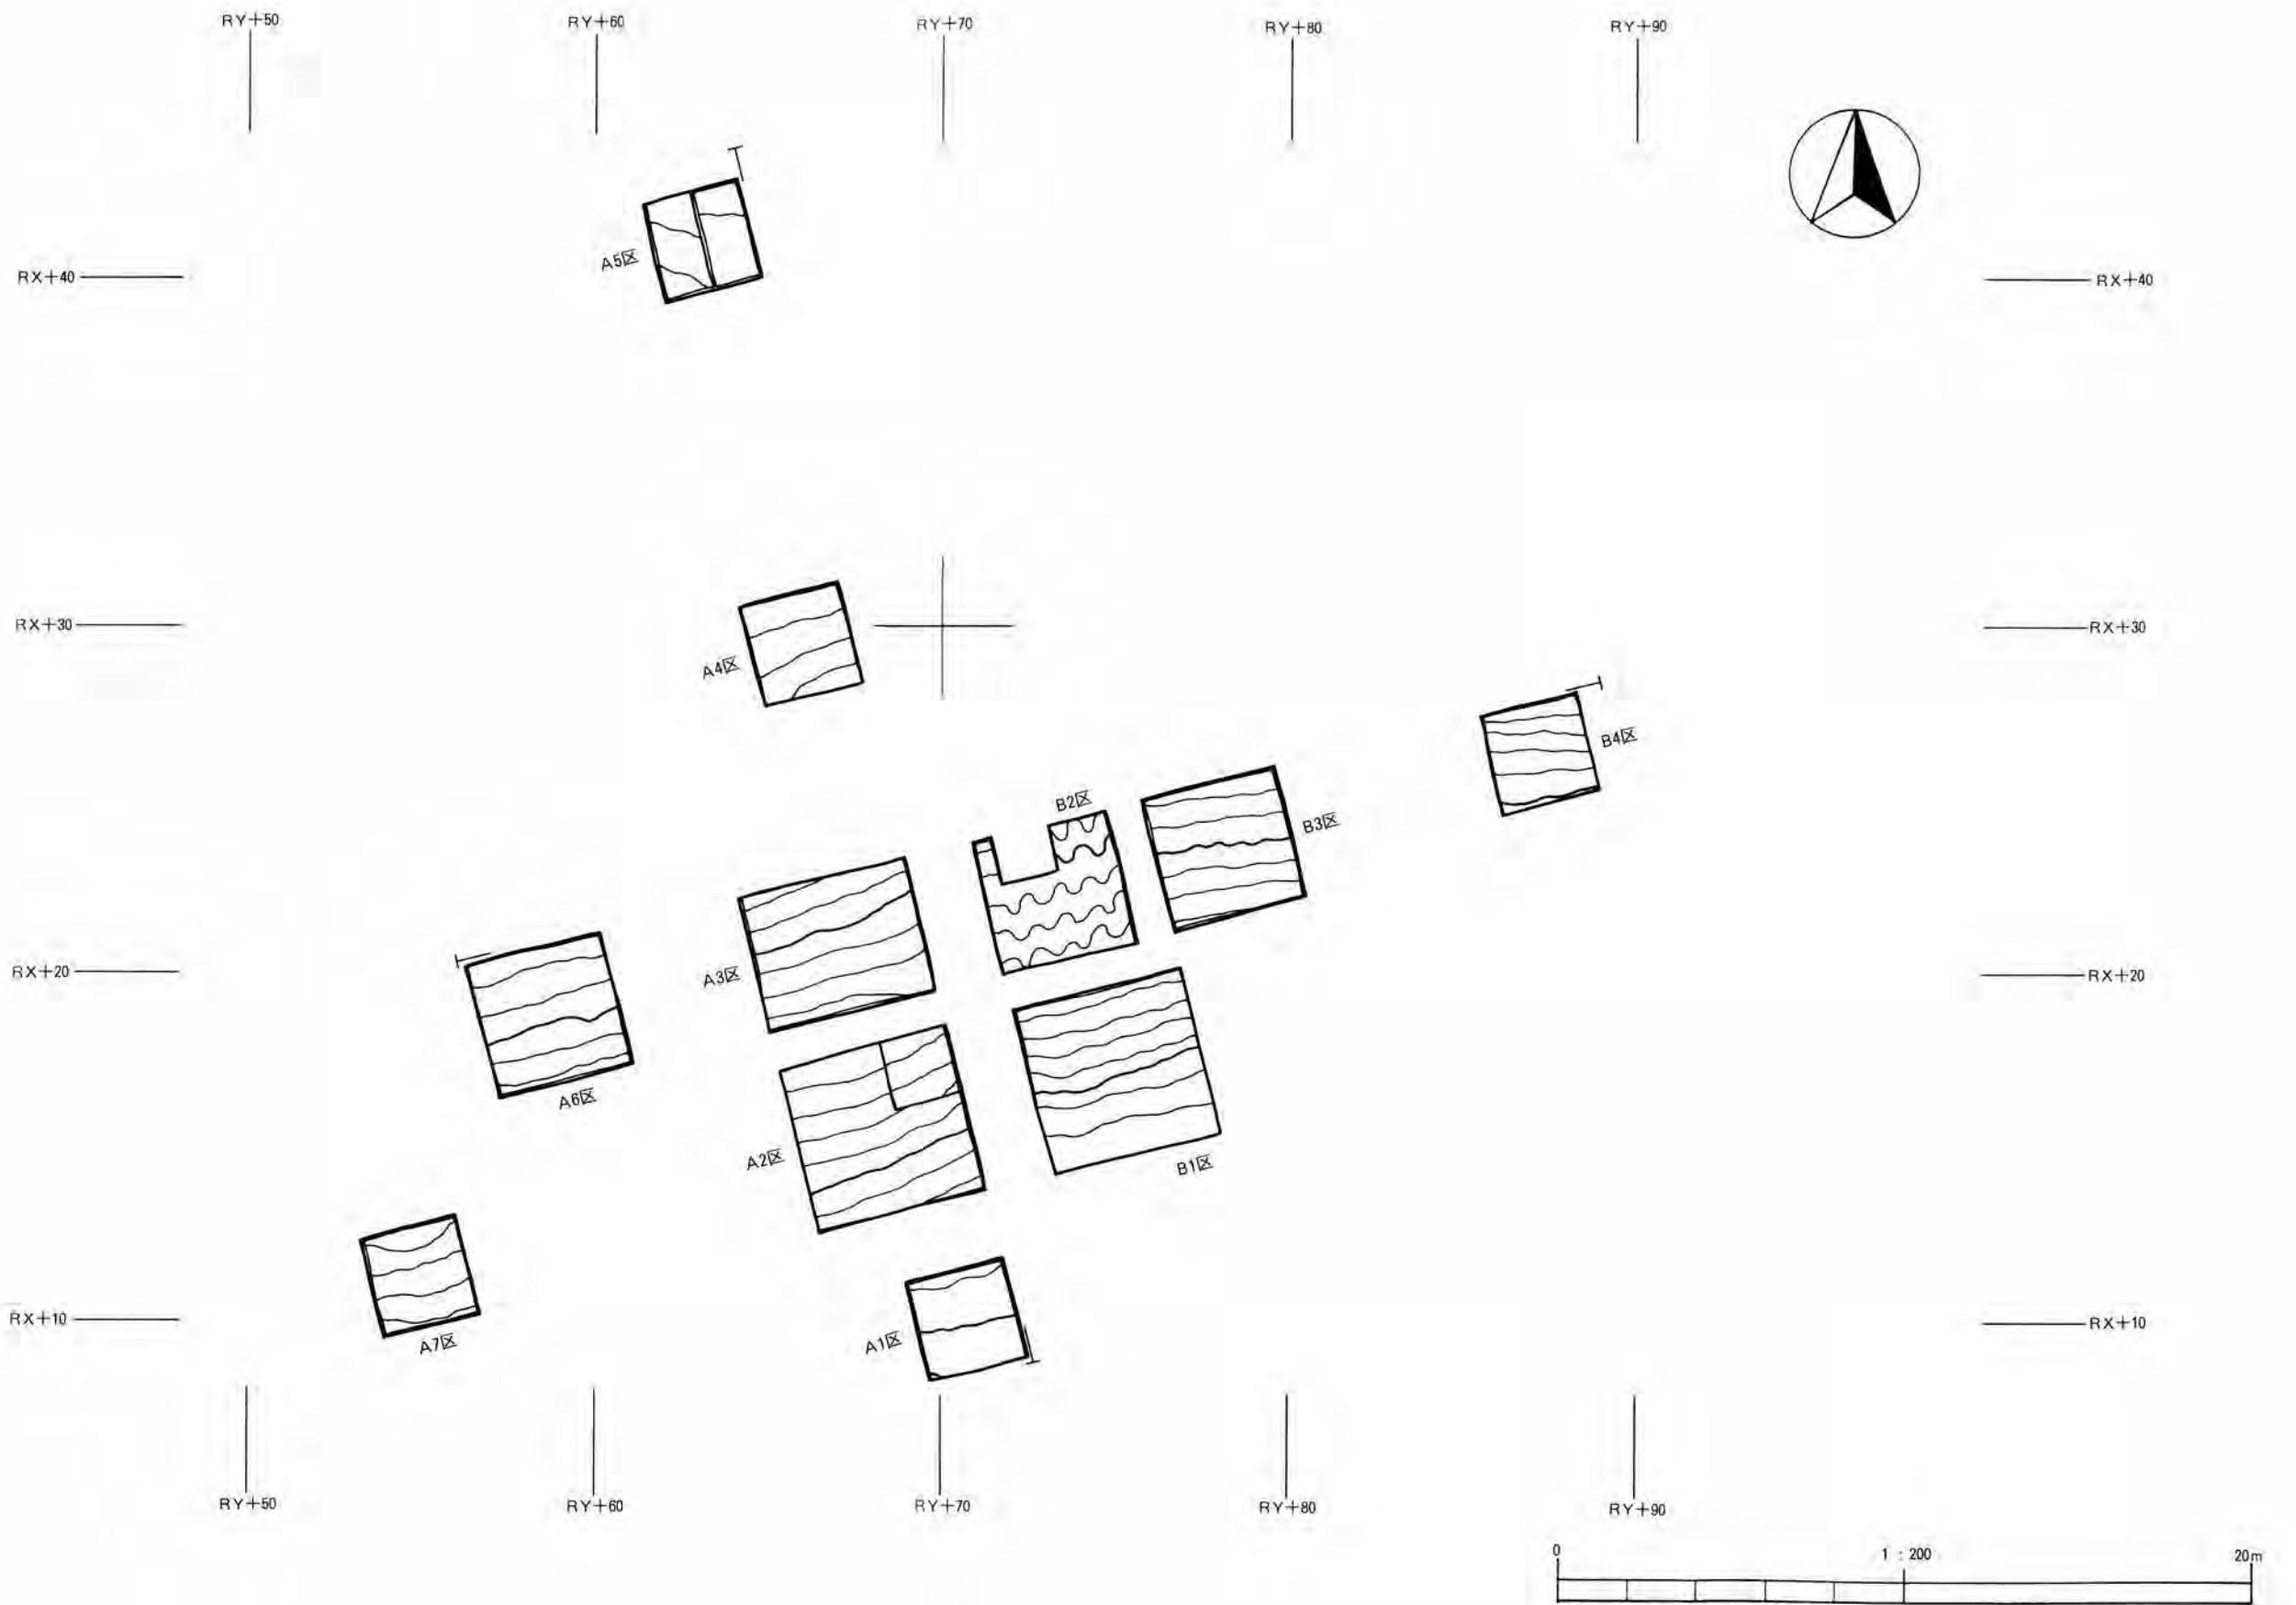 RY+50 RY+60 RY+70 RY+80 RY+90
A5区
RX+40 RX+40
RX+30 RX+30
A4区
B4区
B2区
B3区
A3区
RX+20 RX+20
A6区
A2区
B1区
RX+10 RX+10
A7区
A1区
RY+50 RY+60 RY+70 RY+80 RY+90
0 1:200 20m